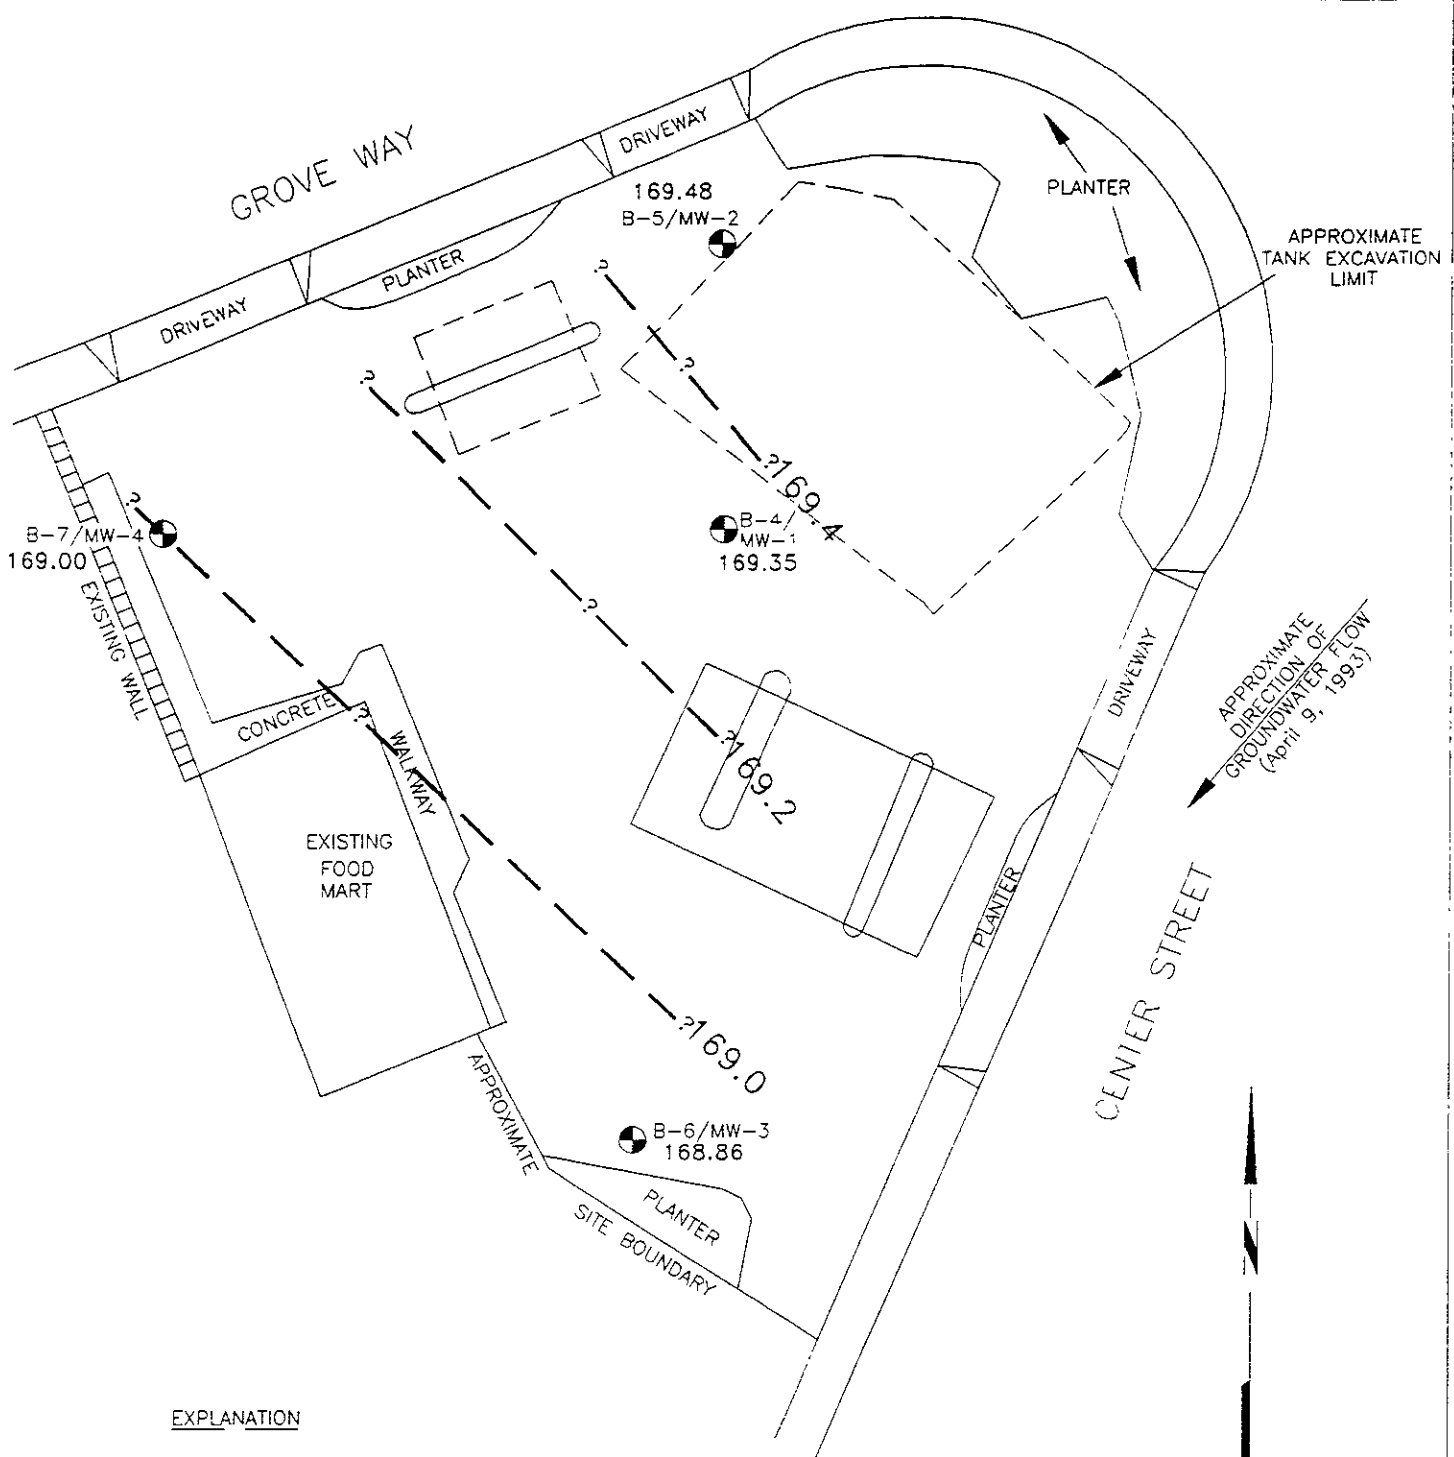 GROVE WAY
DRIVEWAY
169.48
B-5/MW-2
PLANTER
APPROXIMATE
TANK EXCAVATION
LIMIT
PLANTER
DRIVEWAY
?
?
?
?169.4
?
B-7/MW-4
169.00
B-4/
MW-1
169.35
?
EXISTING WALL
CONCRETE
WALKWAY
?
?169.2
DRIVEWAY
APPROXIMATE
DIRECTION OF
GROUNDWATER FLOW
(April 9, 1993)
EXISTING
FOOD
MART
PLANTER
CENTER STREET
?169.0
APPROXIMATE
SITE BOUNDARY
B-6/MW-3
168.86
PLANTER
N
EXPLANATION